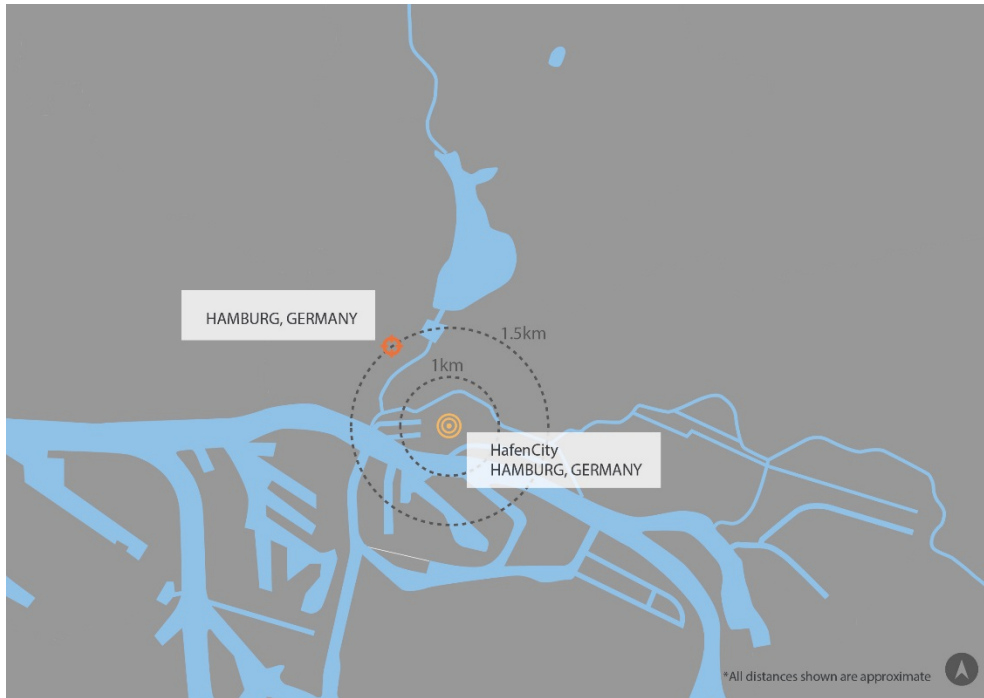 HAMBURG, GERMANY
1.5km
1km
HafenCity
HAMBURG, GERMANY
*All distances shown are approximate